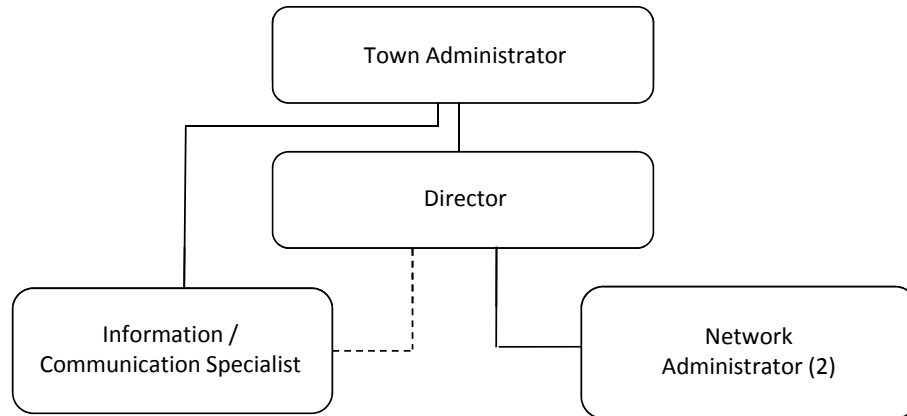 Town Administrator
Director
Information /
Communication Specialist
Network
Administrator (2)